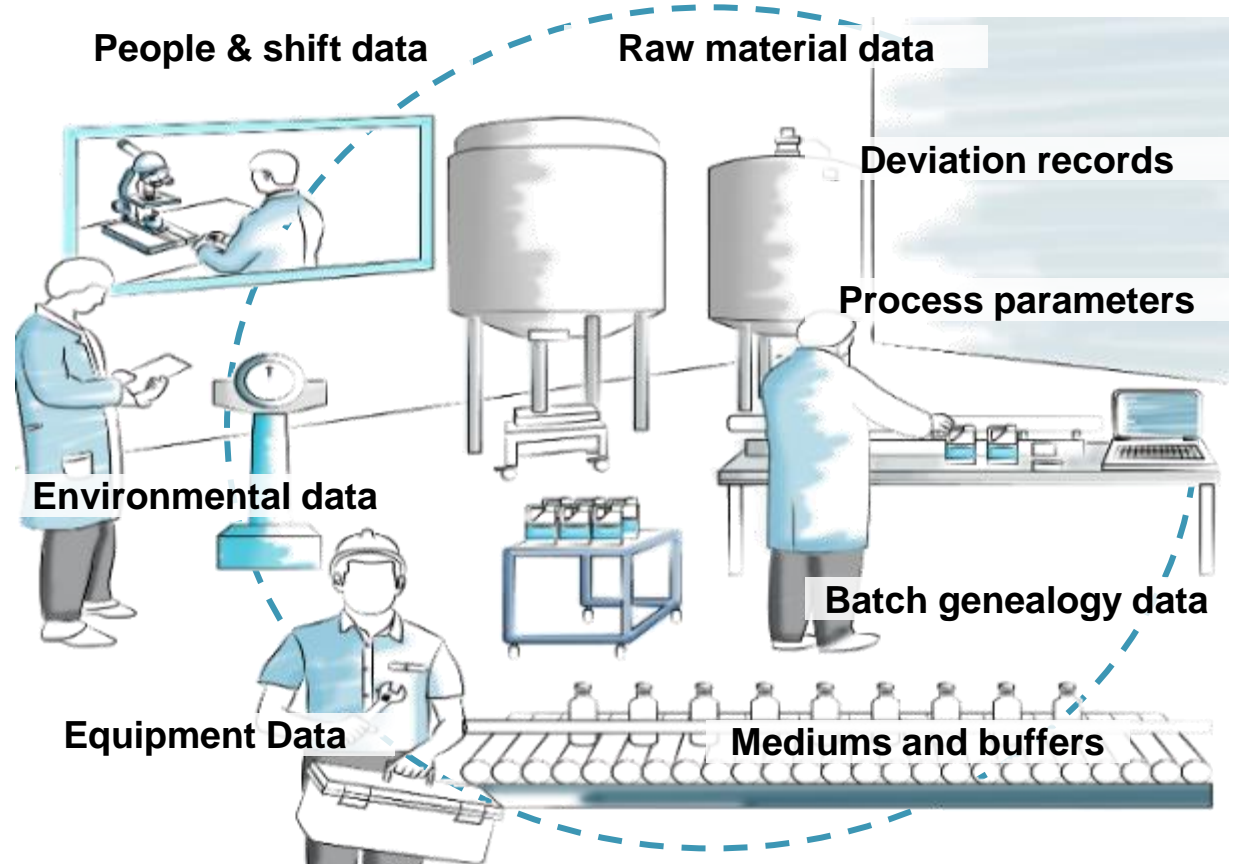 People & shift data
Raw material data
Deviation records
Process parameters
Environmental data
Batch genealogy data
Equipment Data
Mediums and buffers